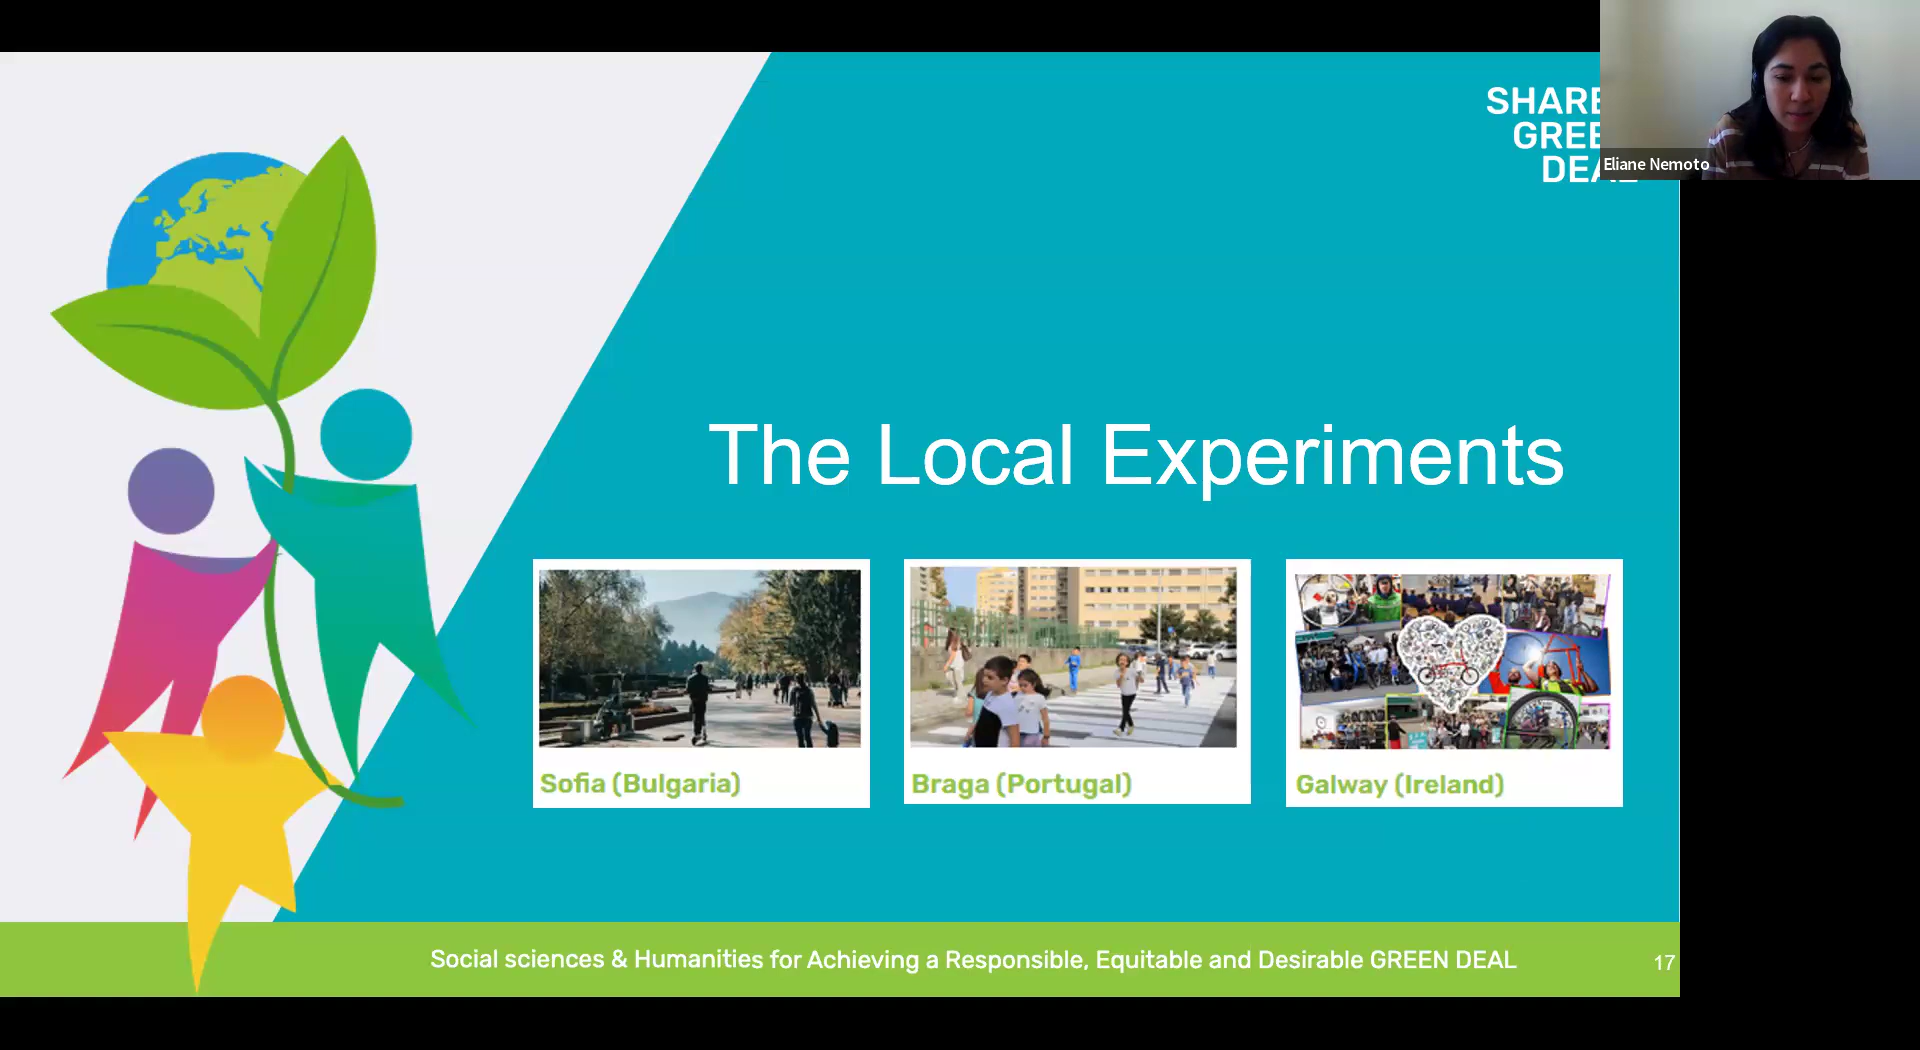 SHARE
GREE
DEAL
Eliane Nemoto
The Local Experiments
Sofia (Bulgaria)
Braga (Portugal)
Galway (Ireland)
Social sciences & Humanities for Achieving a Responsible, Equitable and Desirable GREEN DEAL
17